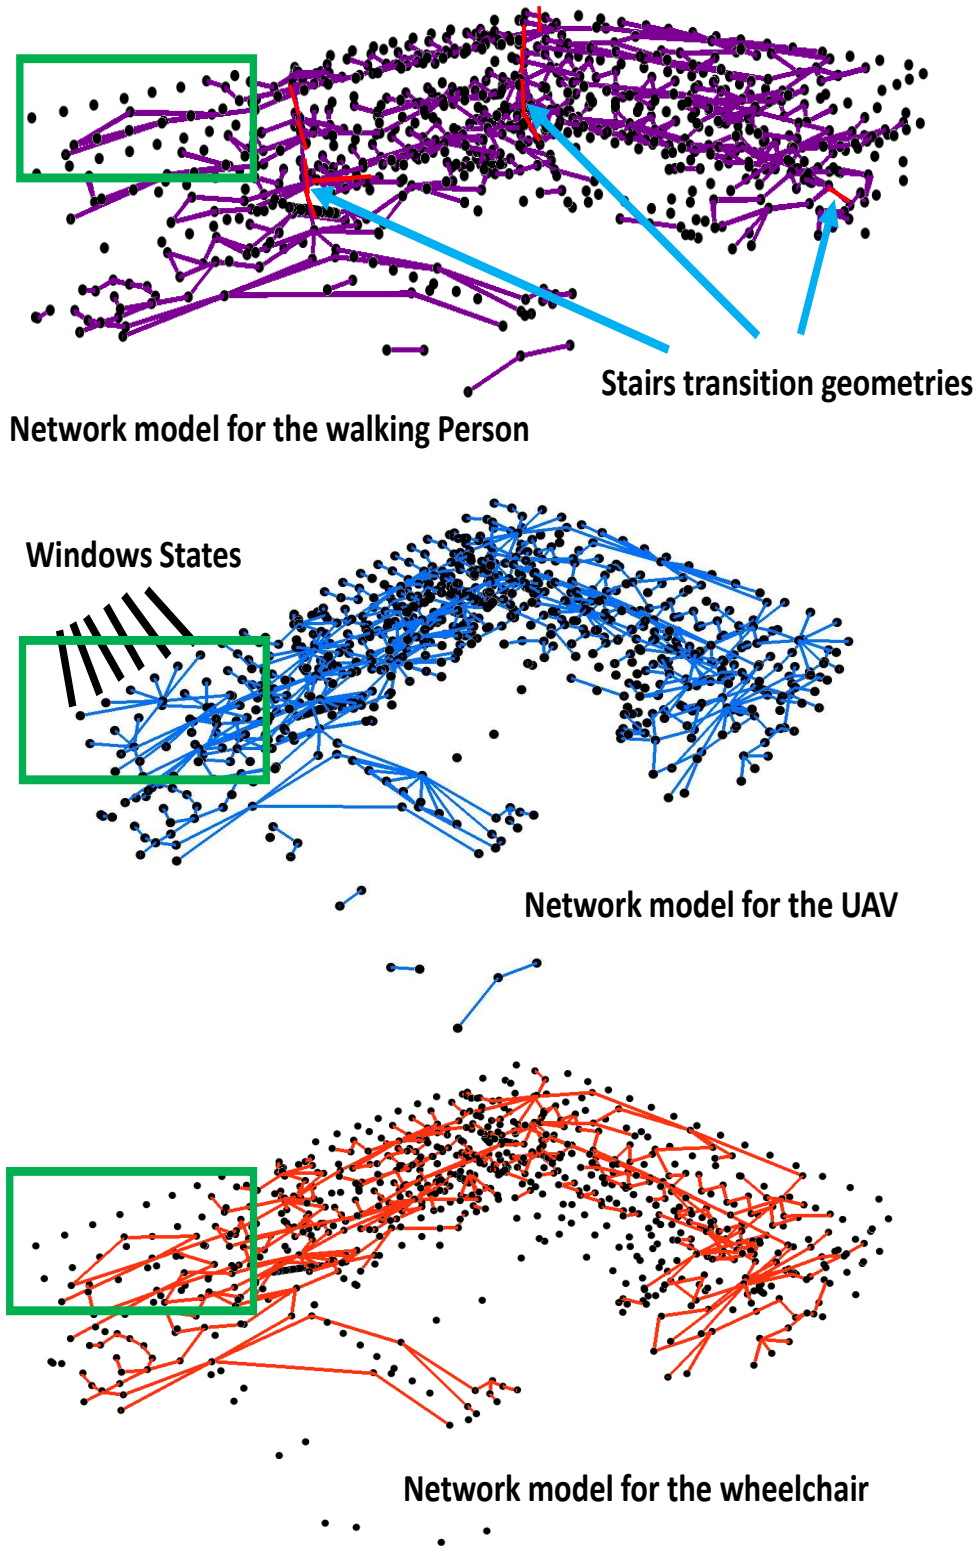 Stairs transition geometries
Network model for the walking Person
Windows States
Network model for the UAV
Network model for the wheelchair